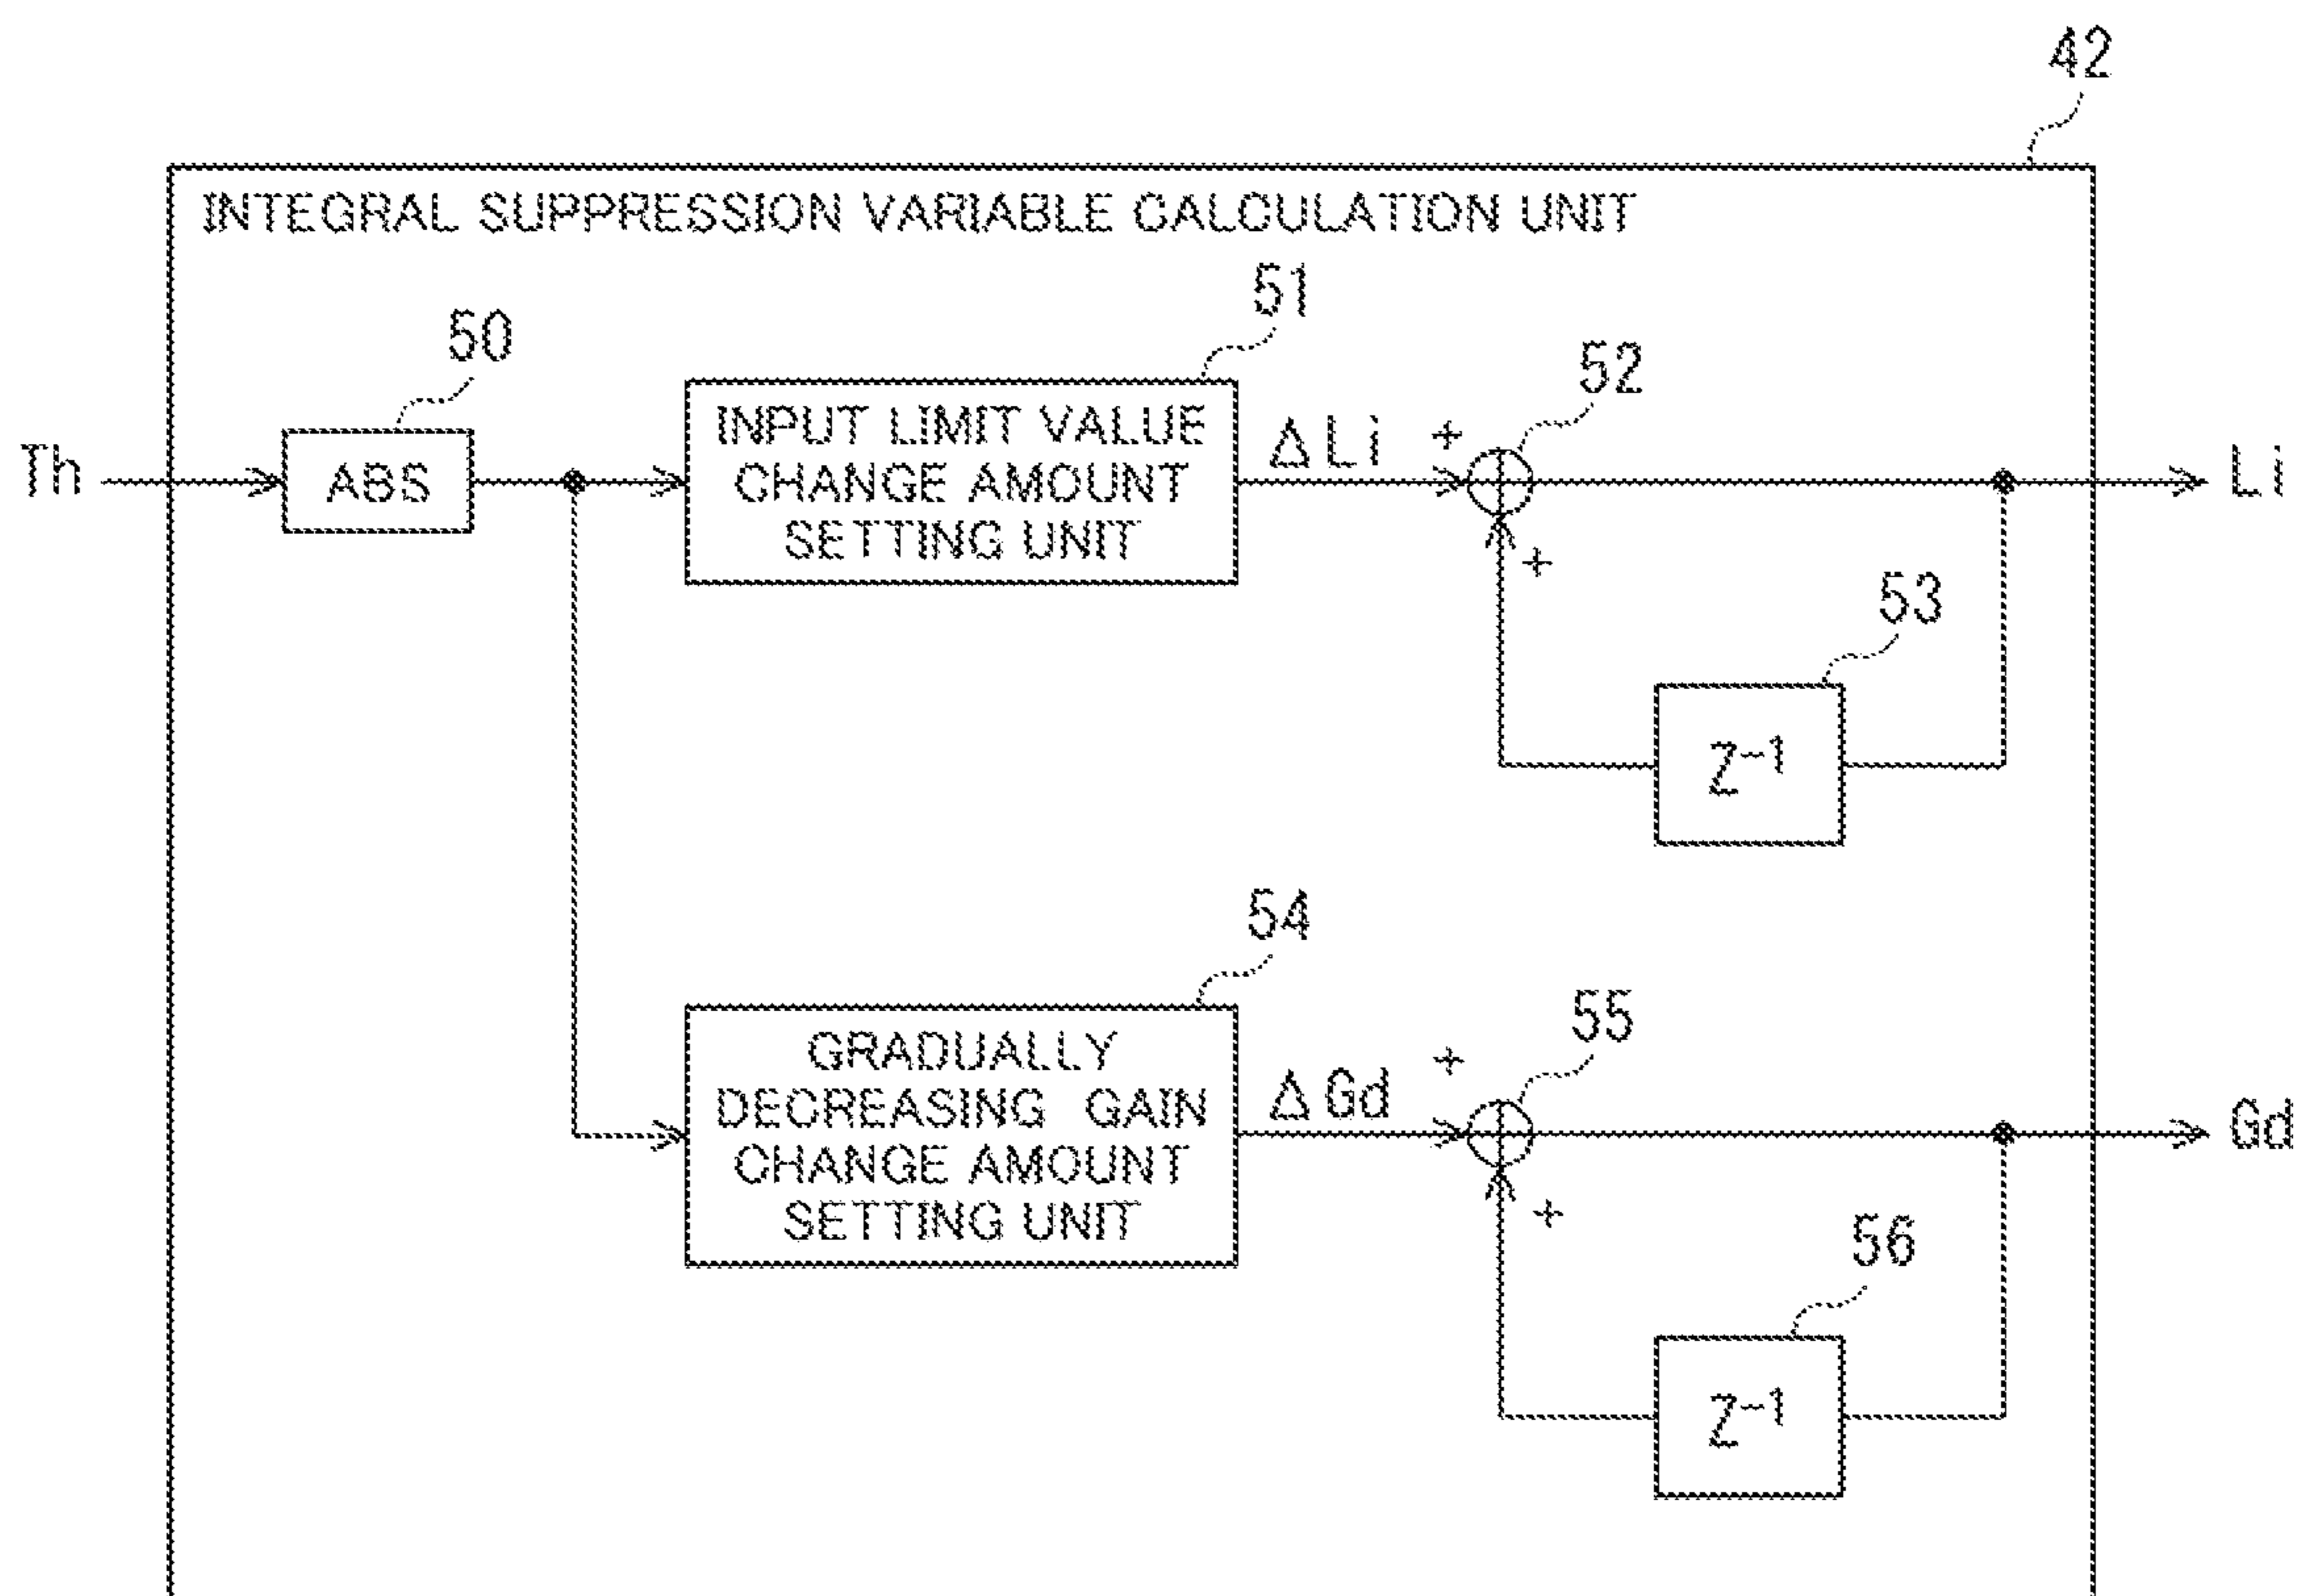 42
INTEGRAL SUPPRESSION VARIABLE CALCULATION UNIT
51
50
52
INPUT LIMIT VALUE
CHANGE AMOUNT
SETTING UNIT
Th
ABS
ΔLi
+
Li
+
53
Z-1
54
55
GRADUALLY
DECREASING GAIN
CHANGE AMOUNT
SETTING UNIT
ΔGd
+
Gd
+
56
Z-1